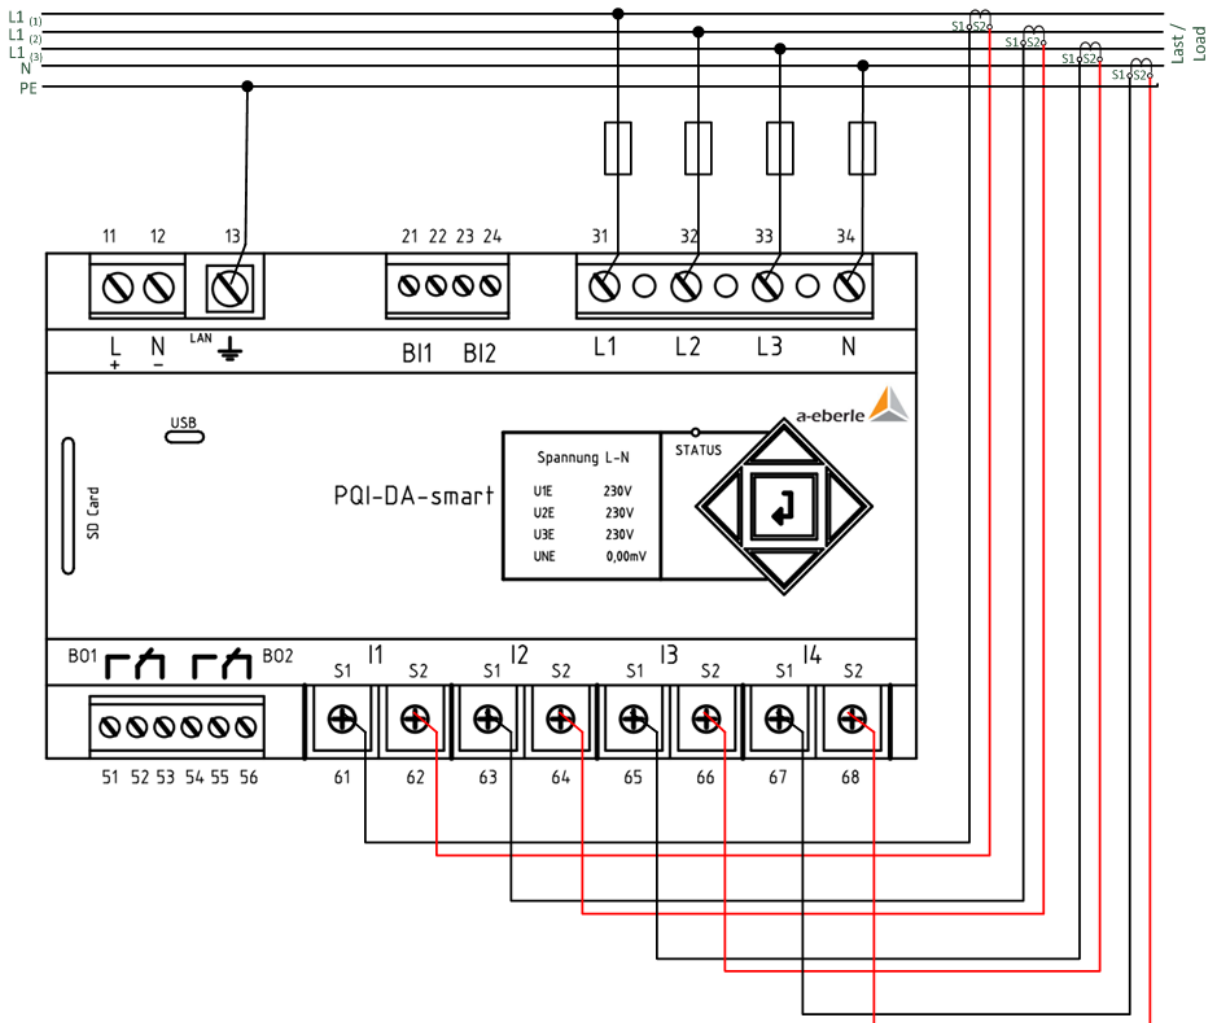 L1 (1)
L1 (2)
L1 (3)
N
PE
S1 S2
S1 S2
S1 S2
S1 S2
Last /
Load
11 12 13 21 22 23 24 31 32 33 34
L N LAN BI1 BI2 L1 L2 L3 N
+ −
a-eberle
USB
STATUS
SD Card
PQI-DA-smart
Spannung L-N
U1E 230V
U2E 230V
U3E 230V
UNE 0,00mV
BO1 BO2 I1 I2 I3 I4
S1 S2 S1 S2 S1 S2 S1 S2
51 52 53 54 55 56 61 62 63 64 65 66 67 68